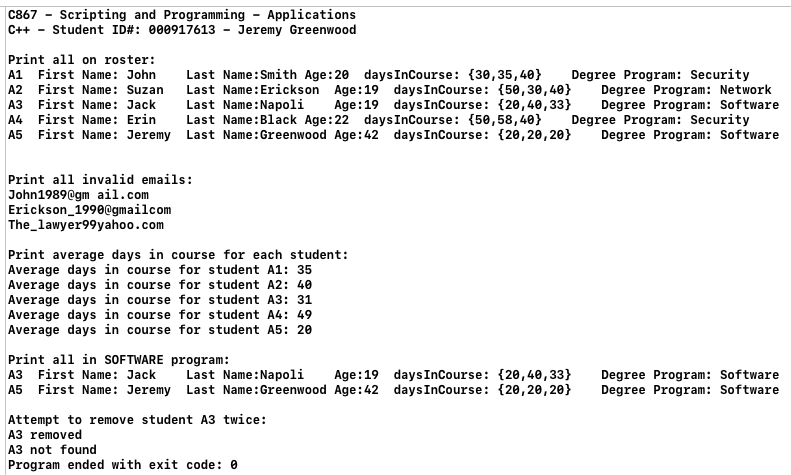 C867 - Scripting and Programming - Applications
C++ - Student ID#: 000917613 - Jeremy Greenwood
Print all on roster:
A1  First Name: John    Last Name:Smith Age:20  daysInCourse: {30,35,40}    Degree Program: Security
A2  First Name: Suzan   Last Name:Erickson  Age:19  daysInCourse: {50,30,40}    Degree Program: Network
A3  First Name: Jack    Last Name:Napoli    Age:19  daysInCourse: {20,40,33}    Degree Program: Software
A4  First Name: Erin    Last Name:Black Age:22  daysInCourse: {50,58,40}    Degree Program: Security
A5  First Name: Jeremy  Last Name:Greenwood Age:42  daysInCourse: {20,20,20}    Degree Program: Software
Print all invalid emails:
John1989@gm ail.com
Erickson_1990@gmailcom
The_lawyer99yahoo.com
Print average days in course for each student:
Average days in course for student A1: 35
Average days in course for student A2: 40
Average days in course for student A3: 31
Average days in course for student A4: 49
Average days in course for student A5: 20
Print all in SOFTWARE program:
A3  First Name: Jack    Last Name:Napoli    Age:19  daysInCourse: {20,40,33}    Degree Program: Software
A5  First Name: Jeremy  Last Name:Greenwood Age:42  daysInCourse: {20,20,20}    Degree Program: Software
Attempt to remove student A3 twice:
A3 removed
A3 not found
Program ended with exit code: 0